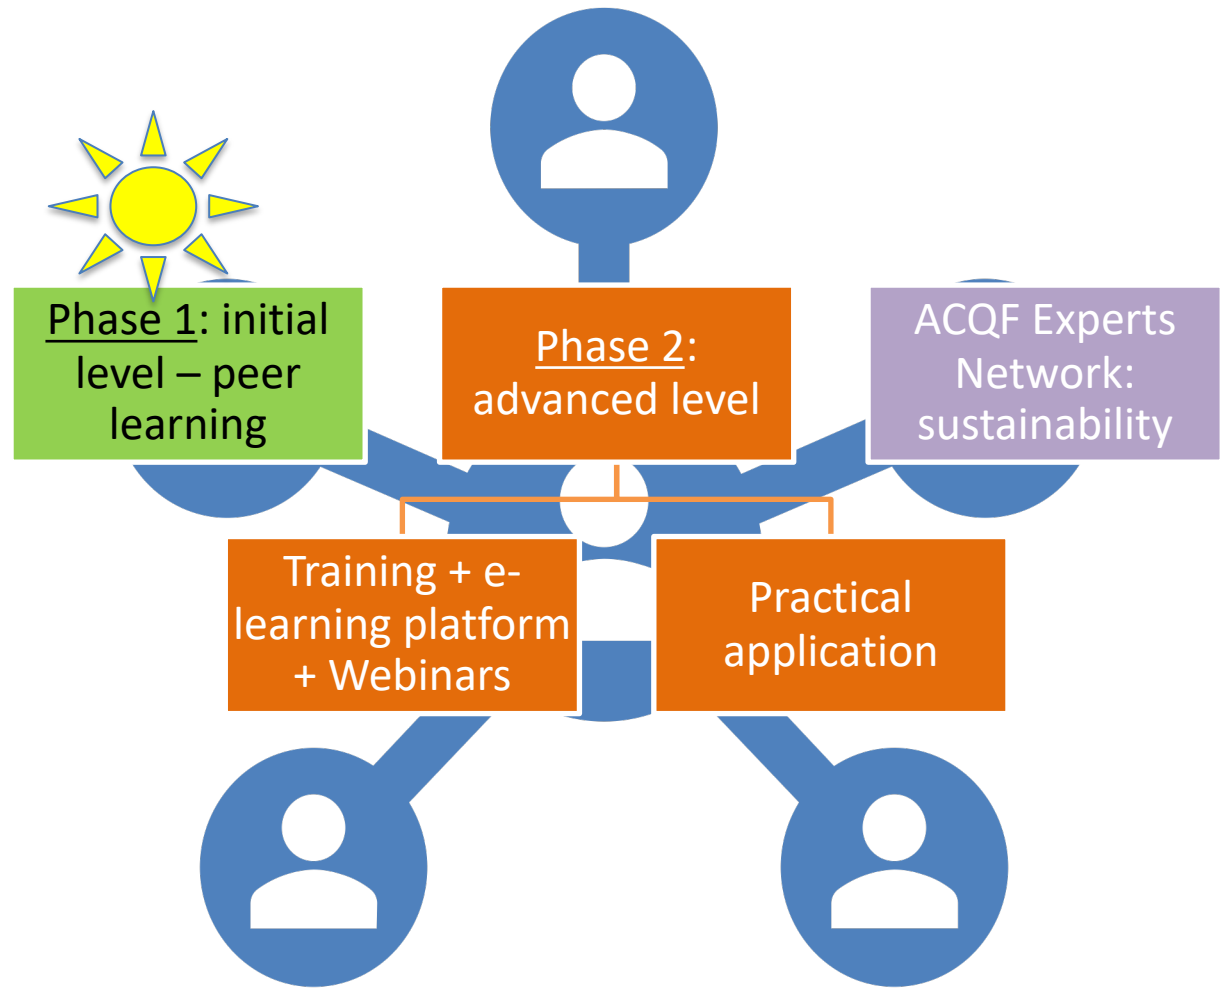 Phase 1: initial
level – peer
learning
Phase 2:
advanced level
ACQF Experts
Network:
sustainability
Training + e-
learning platform
+ Webinars
Practical
application